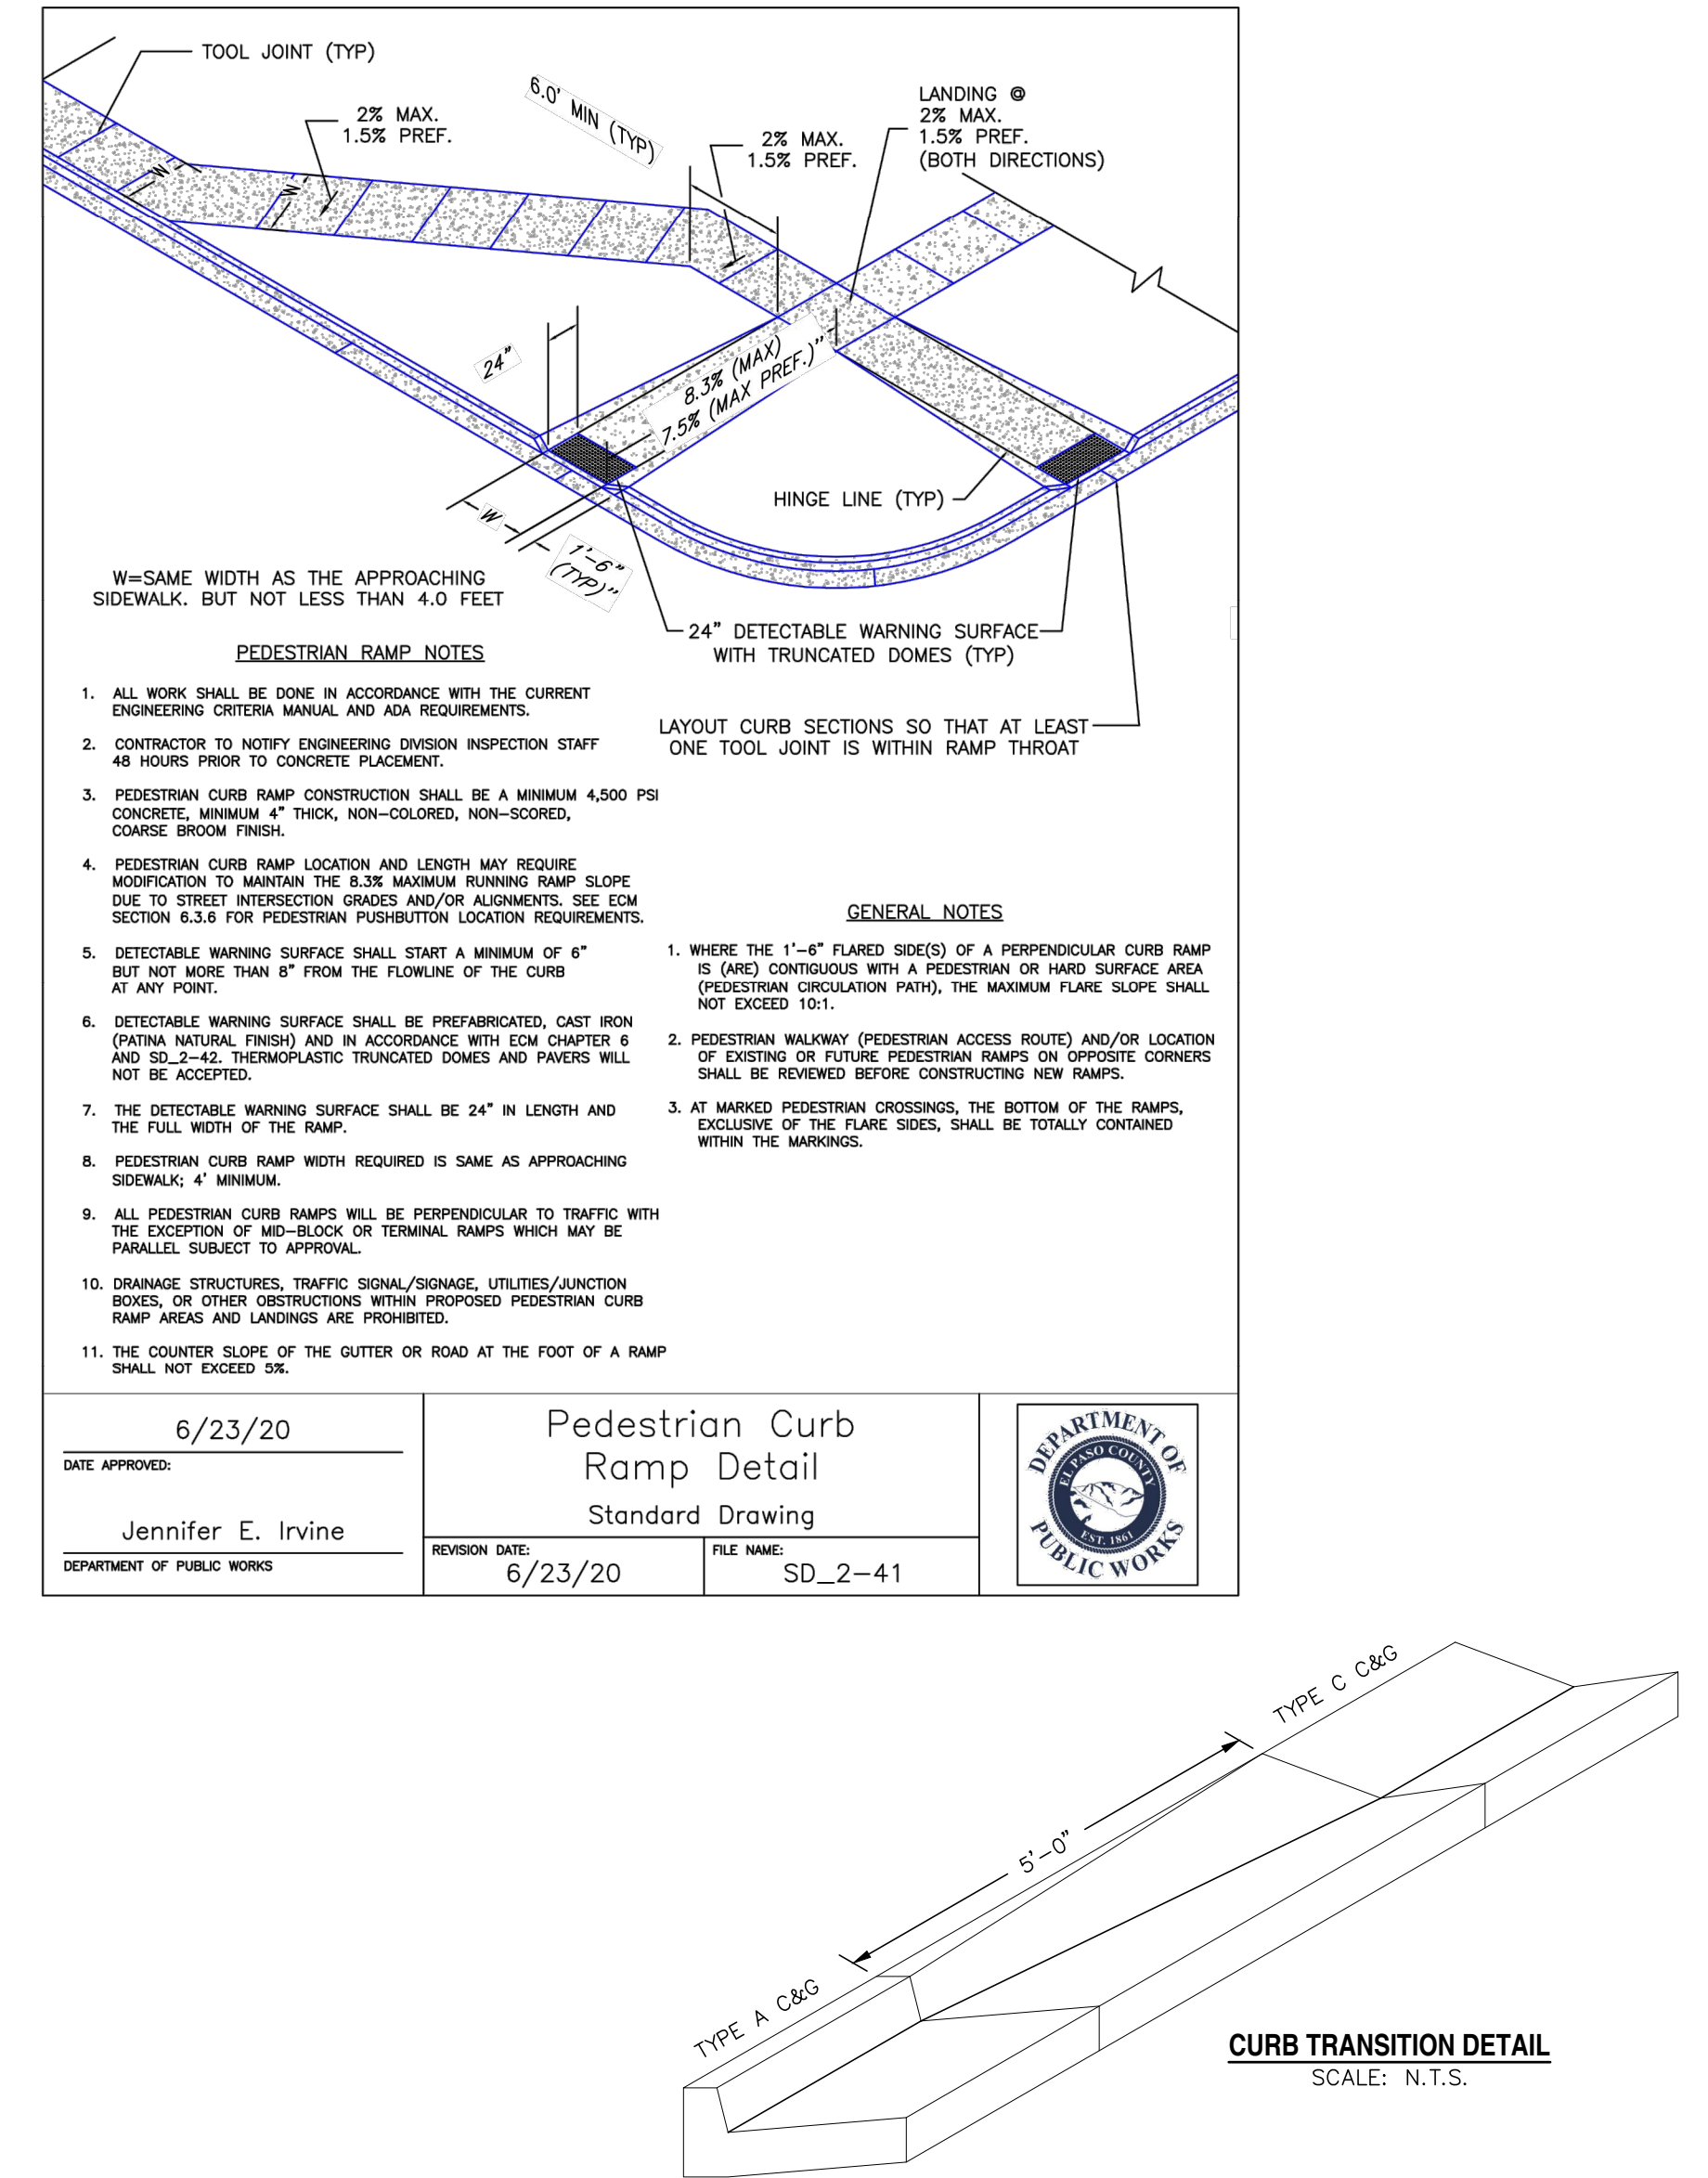 TOOL JOINT (TYP)
2% MAX.
1.5% PREF.
6.0' MIN (TYP)
2% MAX.
1.5% PREF.
LANDING @
2% MAX.
1.5% PREF.
(BOTH DIRECTIONS)
W
W
24"
8.3% (MAX)
7.5% (MAX PREF.)"
HINGE LINE (TYP)
W
1'-6"
(TYP)"
W=SAME WIDTH AS THE APPROACHING
SIDEWALK. BUT NOT LESS THAN 4.0 FEET
24" DETECTABLE WARNING SURFACE
WITH TRUNCATED DOMES (TYP)
LAYOUT CURB SECTIONS SO THAT AT LEAST
ONE TOOL JOINT IS WITHIN RAMP THROAT
PEDESTRIAN RAMP NOTES
1. ALL WORK SHALL BE DONE IN ACCORDANCE WITH THE CURRENT
ENGINEERING CRITERIA MANUAL AND ADA REQUIREMENTS.
2. CONTRACTOR TO NOTIFY ENGINEERING DIVISION INSPECTION STAFF
48 HOURS PRIOR TO CONCRETE PLACEMENT.
3. PEDESTRIAN CURB RAMP CONSTRUCTION SHALL BE A MINIMUM 4,500 PSI
CONCRETE, MINIMUM 4" THICK, NON-COLORED, NON-SCORED,
COARSE BROOM FINISH.
4. PEDESTRIAN CURB RAMP LOCATION AND LENGTH MAY REQUIRE
MODIFICATION TO MAINTAIN THE 8.3% MAXIMUM RUNNING RAMP SLOPE
DUE TO STREET INTERSECTION GRADES AND/OR ALIGNMENTS. SEE ECM
SECTION 6.3.6 FOR PEDESTRIAN PUSHBUTTON LOCATION REQUIREMENTS.
5. DETECTABLE WARNING SURFACE SHALL START A MINIMUM OF 6"
BUT NOT MORE THAN 8" FROM THE FLOWLINE OF THE CURB
AT ANY POINT.
6. DETECTABLE WARNING SURFACE SHALL BE PREFABRICATED, CAST IRON
(PATINA NATURAL FINISH) AND IN ACCORDANCE WITH ECM CHAPTER 6
AND SD_2-42. THERMOPLASTIC TRUNCATED DOMES AND PAVERS WILL
NOT BE ACCEPTED.
7. THE DETECTABLE WARNING SURFACE SHALL BE 24" IN LENGTH AND
THE FULL WIDTH OF THE RAMP.
8. PEDESTRIAN CURB RAMP WIDTH REQUIRED IS SAME AS APPROACHING
SIDEWALK; 4' MINIMUM.
9. ALL PEDESTRIAN CURB RAMPS WILL BE PERPENDICULAR TO TRAFFIC WITH
THE EXCEPTION OF MID-BLOCK OR TERMINAL RAMPS WHICH MAY BE
PARALLEL SUBJECT TO APPROVAL.
10. DRAINAGE STRUCTURES, TRAFFIC SIGNAL/SIGNAGE, UTILITIES/JUNCTION
BOXES, OR OTHER OBSTRUCTIONS WITHIN PROPOSED PEDESTRIAN CURB
RAMP AREAS AND LANDINGS ARE PROHIBITED.
11. THE COUNTER SLOPE OF THE GUTTER OR ROAD AT THE FOOT OF A RAMP
SHALL NOT EXCEED 5%.
GENERAL NOTES
1. WHERE THE 1'-6" FLARED SIDE(S) OF A PERPENDICULAR CURB RAMP
IS (ARE) CONTIGUOUS WITH A PEDESTRIAN OR HARD SURFACE AREA
(PEDESTRIAN CIRCULATION PATH), THE MAXIMUM FLARE SLOPE SHALL
NOT EXCEED 10:1.
2. PEDESTRIAN WALKWAY (PEDESTRIAN ACCESS ROUTE) AND/OR LOCATION
OF EXISTING OR FUTURE PEDESTRIAN RAMPS ON OPPOSITE CORNERS
SHALL BE REVIEWED BEFORE CONSTRUCTING NEW RAMPS.
3. AT MARKED PEDESTRIAN CROSSINGS, THE BOTTOM OF THE RAMPS,
EXCLUSIVE OF THE FLARE SIDES, SHALL BE TOTALLY CONTAINED
WITHIN THE MARKINGS.
6/23/20
DATE APPROVED:
Jennifer E. Irvine
DEPARTMENT OF PUBLIC WORKS
Pedestrian Curb
Ramp Detail
Standard Drawing
REVISION DATE:
6/23/20
FILE NAME:
SD_2-41
DEPARTMENT OF
EL PASO COUNTY
EST. 1861
PUBLIC WORKS
TYPE C C&G
5'-0"
TYPE A C&G
CURB TRANSITION DETAIL
SCALE: N.T.S.